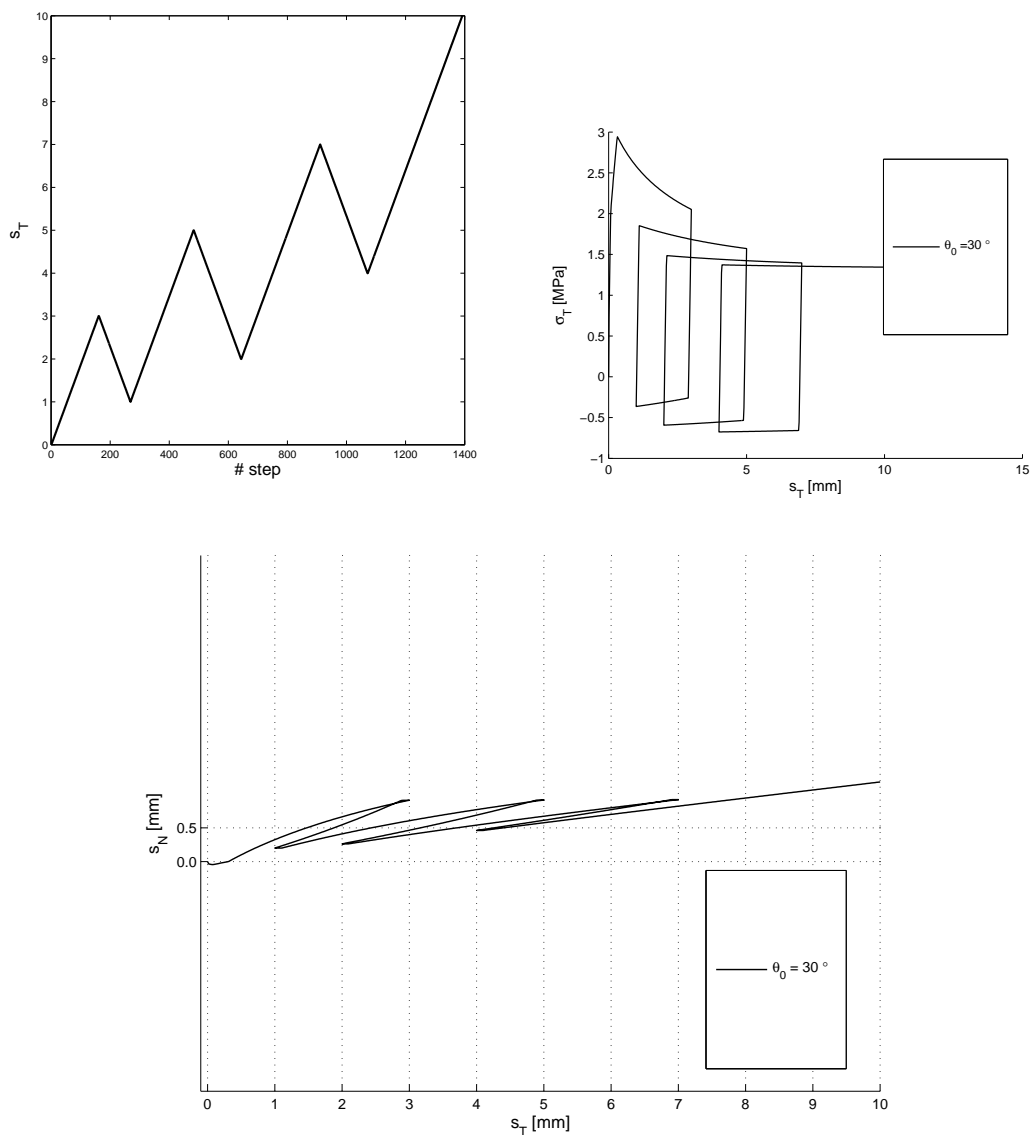 10
9
8
7
6
5
4
3
2
1
0
s_T
0 200 400 600 800 1000 1200 1400
# step
3
2.5
2
1.5
1
0.5
0
−0.5
−1
σ_T [MPa]
0 5 10 15
s_T [mm]
θ_0 =30 °
0.5
0.0
s_N [mm]
θ_0 = 30 °
0 1 2 3 4 5 6 7 8 9 10
s_T [mm]